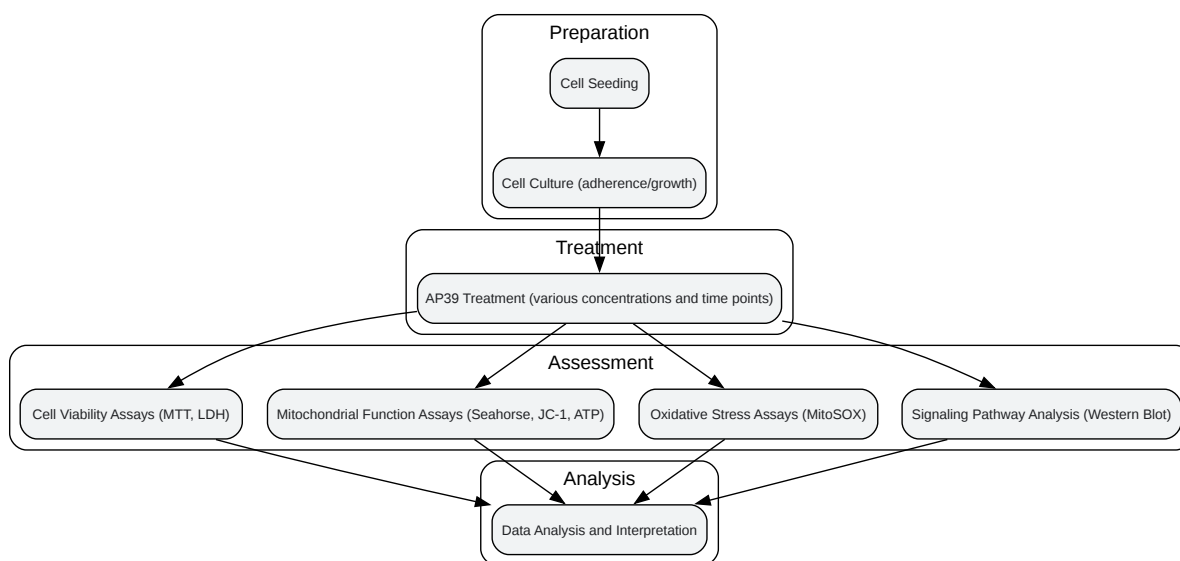 Preparation
Cell Seeding
Cell Culture (adherence/growth)
Treatment
AP39 Treatment (various concentrations and time points)
Assessment
Cell Viability Assays (MTT, LDH)
Mitochondrial Function Assays (Seahorse, JC-1, ATP)
Oxidative Stress Assays (MitoSOX)
Signaling Pathway Analysis (Western Blot)
Analysis
Data Analysis and Interpretation